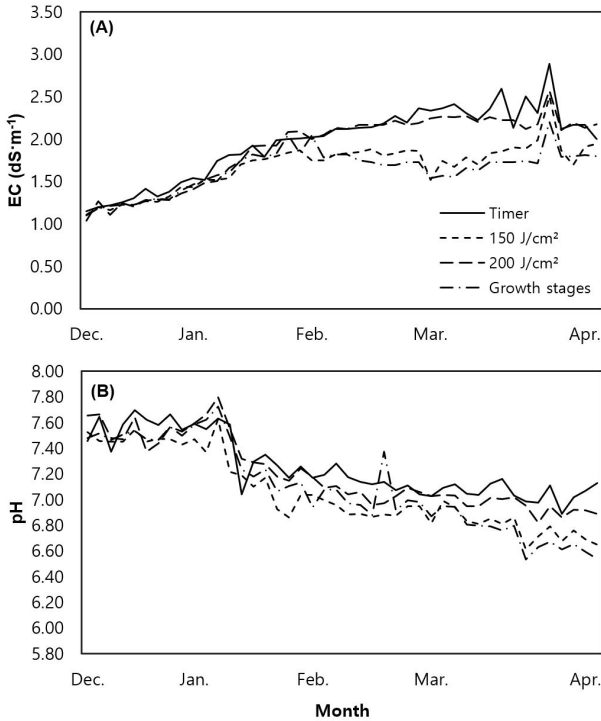 (A)
3.50
3.00
2.50
2.00
1.50
1.00
0.50
0.00
EC (dS·m⁻¹)
Timer
150 J/cm²
200 J/cm²
Growth stages
Dec. Jan. Feb. Mar. Apr.
(B)
8.00
7.80
7.60
7.40
7.20
7.00
6.80
6.60
6.40
6.20
6.00
5.80
pH
Dec. Jan. Feb. Mar. Apr.
Month